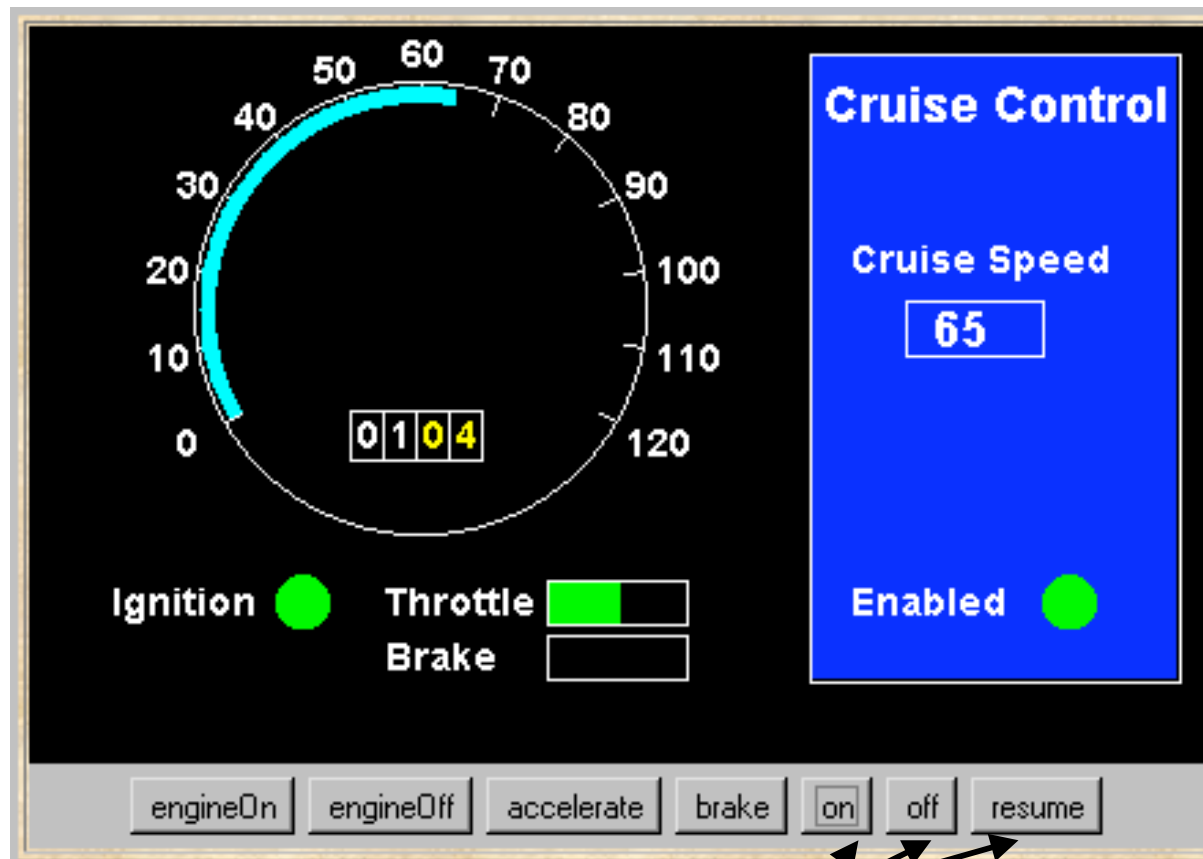 60
50 70
40 80
30 90
20 100
10 110
0 120
0104
Ignition Throttle
Brake
Cruise Control
Cruise Speed
65
Enabled
engineOn engineOff accelerate brake on off resume